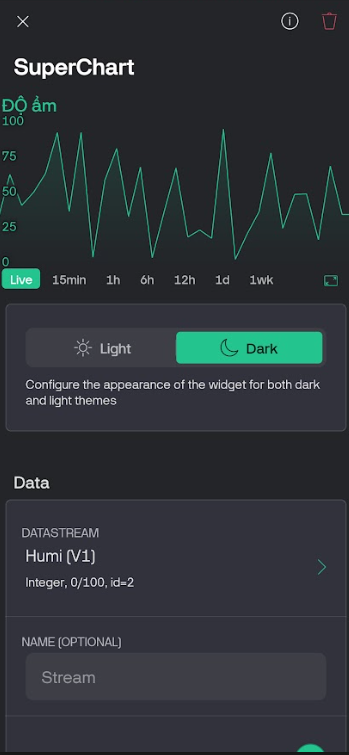 SuperChart
ĐỘ ẩm
100
75
50
25
0
Live 15min 1h 6h 12h 1d 1wk
Light Dark
Configure the appearance of the widget for both dark
and light themes
Data
DATASTREAM
Humi (V1)
Integer, 0/100, id=2
NAME (OPTIONAL)
Stream